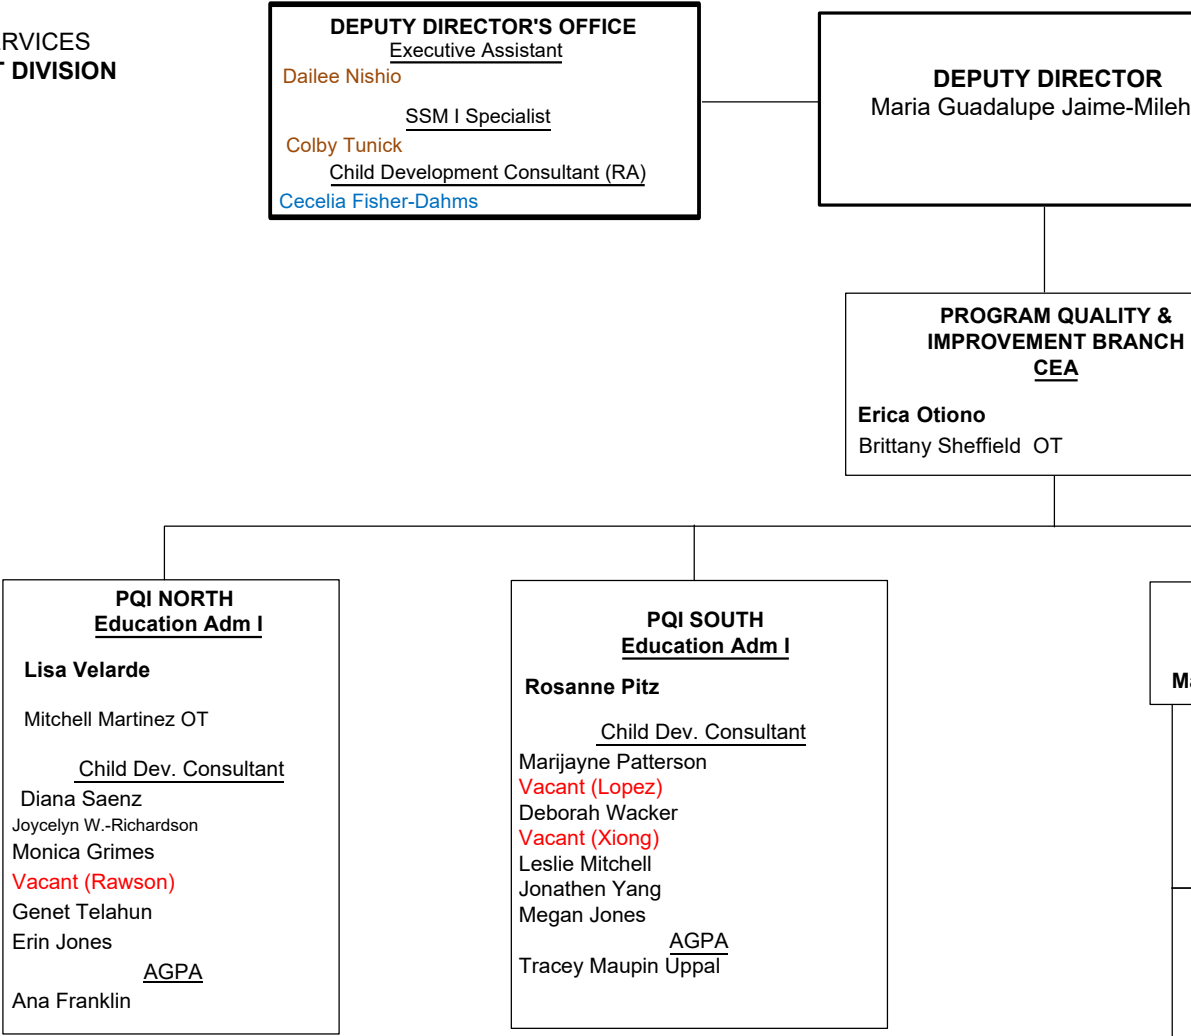 DEPUTY DIRECTOR'S OFFICE
Executive Assistant
Dailee Nishio
SSM I Specialist
Colby Tunick
Child Development Consultant (RA)
Cecelia Fisher-Dahms
DIVISION
DEPUTY DIRECTOR
Maria Guadalupe
PROGRAM QUALITY &
IMPROVEMENT BRANCH
CEA
Erica Otiono
Brittany Sheffield OT
PQI NORTH
Education Adm I
Lisa Velarde
Mitchell Martinez OT
Child Dev. Consultant
Diana Saenz
Joycelyn W.-Richardson
Monica Grimes
Vacant (Rawson)
Genet Telahun
Erin Jones
AGPA
Ana Franklin
PQI SOUTH
Education Adm I
Rosanne Pitz
Child Dev. Consultant
Marijayne Patterson
Vacant (Lopez)
Deborah Wacker
Vacant (Xiong)
Leslie Mitchell
Jonathen Yang
Megan Jones
AGPA
Tracey Maupin Uppal